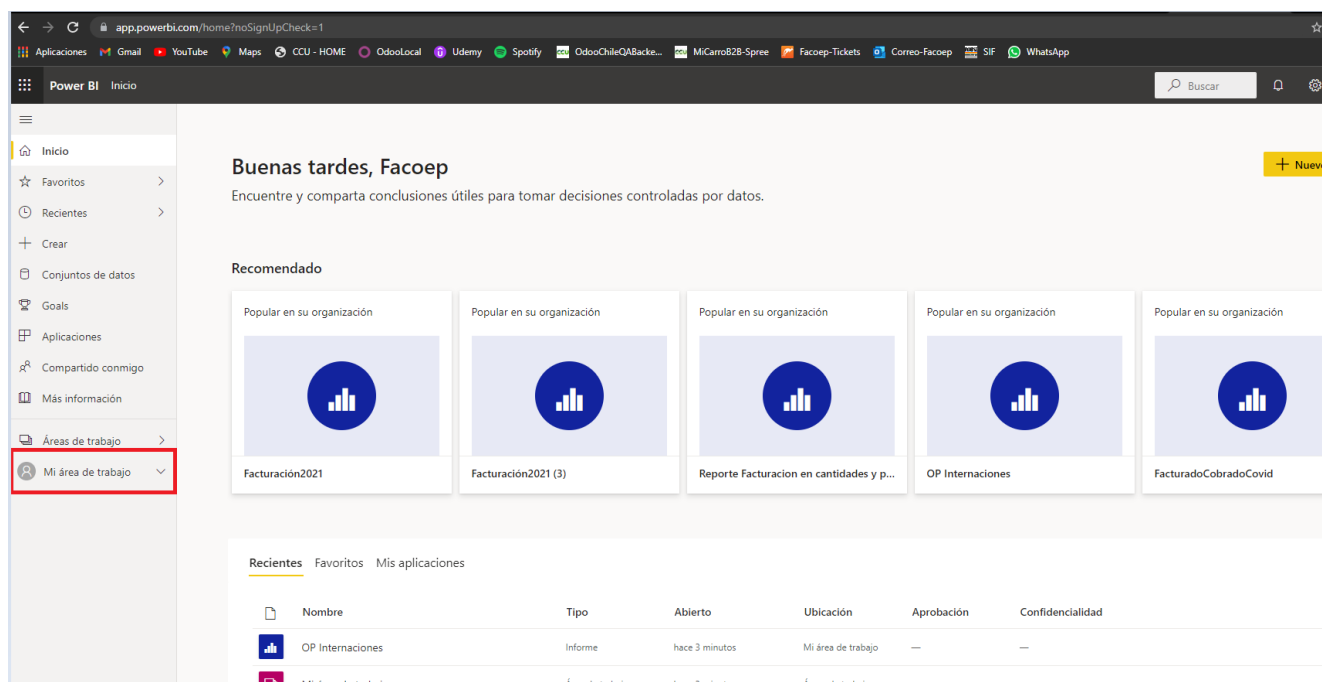 app.powerbi.com/home?noSignUpCheck=1
Aplicaciones Gmail YouTube Maps CCU - HOME OdooLocal Udemy Spotify OdooChileQABacke... MiCarroB2B-Spree Facoep-Tickets Correo-Facoep SIF WhatsApp
Power BI Inicio Buscar
Inicio
Favoritos
Recientes
Crear
Conjuntos de datos
Goals
Aplicaciones
Compartido conmigo
Más información
Áreas de trabajo
Mi área de trabajo
Buenas tardes, Facoep
Nuevo
Encuentre y comparta conclusiones útiles para tomar decisiones controladas por datos.
Recomendado
Popular en su organización
Facturación2021
Popular en su organización
Facturación2021 (3)
Popular en su organización
Reporte Facturacion en cantidades y p...
Popular en su organización
OP Internaciones
Popular en su organización
FacturadoCobradoCovid
Recientes Favoritos Mis aplicaciones
Nombre Tipo Abierto Ubicación Aprobación Confidencialidad
OP Internaciones Informe hace 3 minutos Mi área de trabajo — —